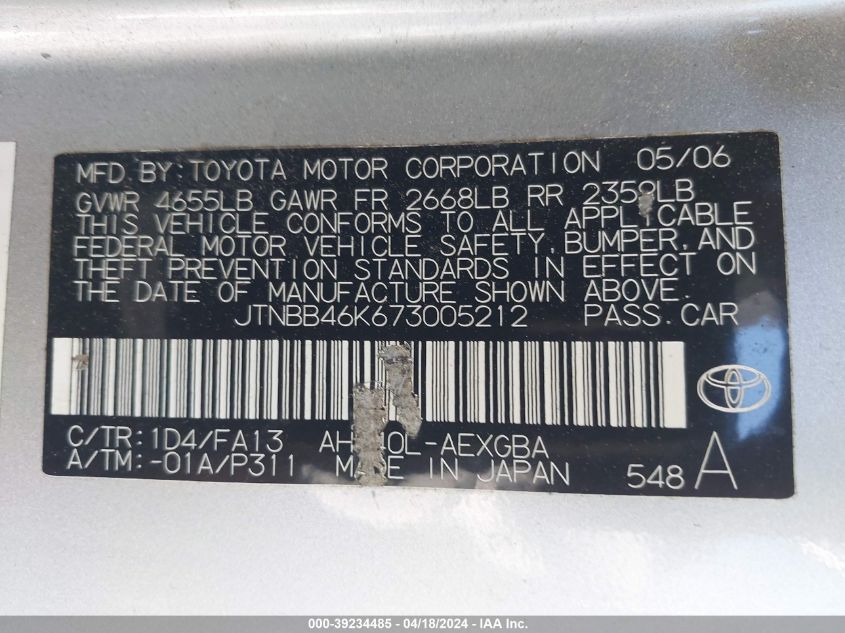 MFD. BY: TOYOTA MOTOR CORPORATION 05/06
GVWR 4655LB GAWR FR 2668LB RR
THIS VEHICLE CONFORMS TO ALL APPLICABLE
FEDERAL MOTOR VEHICLE SAFETY, BUMPER, AND
THEFT PREVENTION STANDARDS IN EFFECT ON
THE DATE OF MANUFACTURE SHOWN ABOVE.
JTNBB46K673005212 PASS. CAR
C/TR: 1D4/FA13
A/TM: -01A/P311 MADE IN JAPAN 548 A
000-39234485 - 04/18/2024 - IAA Inc.